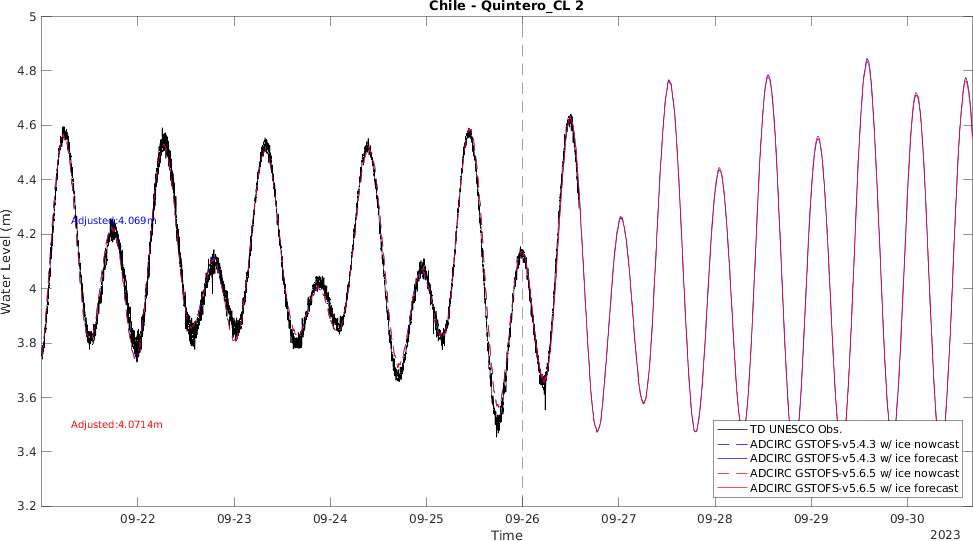 Chile - Quintero_CL 2
5
4.8
4.6
4.4
4.2
4
3.8
3.6
3.4
3.2
Water Level (m)
Adjusted:4.069m
Adjusted:4.0714m
TD UNESCO Obs.
ADCIRC GSTOFS-v5.4.3 w/ ice nowcast
ADCIRC GSTOFS-v5.4.3 w/ ice forecast
ADCIRC GSTOFS-v5.6.5 w/ ice nowcast
ADCIRC GSTOFS-v5.6.5 w/ ice forecast
09-22 09-23 09-24 09-25 09-26 09-27 09-28 09-29 09-30
Time
2023